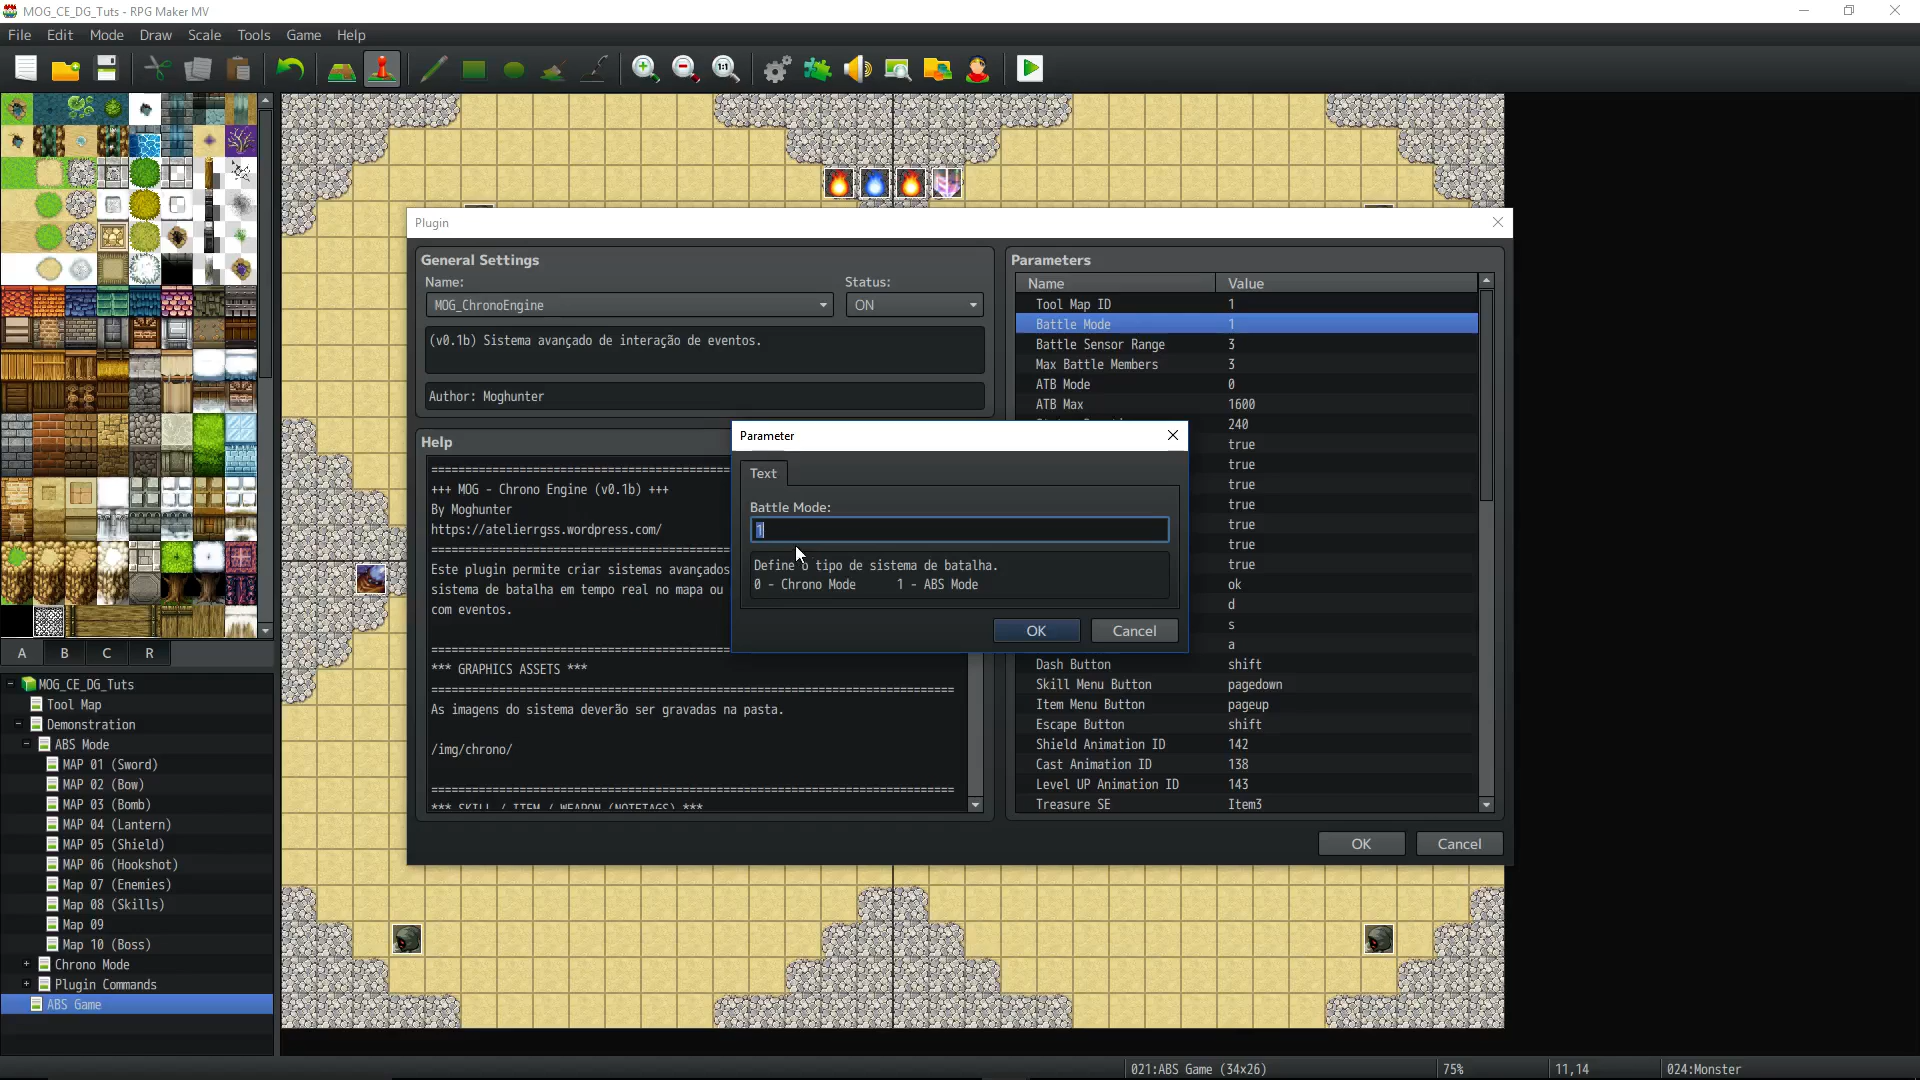 MOG_CE_DG_Tuts - RPG Maker MV
File Edit Mode Draw Scale Tools Game Help
Plugin
General Settings
Name:
Status:
MOG_ChronoEngine
ON
(v0.1b) Sistema avançado de interação de eventos.
Author: Moghunter
Help
+++ MOG - Chrono Engine (v0.1b) +++
By Moghunter
https://atelierrgss.wordpress.com/
Este plugin permite criar sistemas avançados
sistema de batalha em tempo real no mapa ou
com eventos.
*** GRAPHICS ASSETS ***
As imagens do sistema deverão ser gravadas na pasta.
/img/chrono/
*** SKILL / ITEM / WEAPON (NOTETAGS) ***
Parameters
Name Value
Tool Map ID 1
Battle Mode 1
Battle Sensor Range 3
Max Battle Members 3
ATB Mode 0
ATB Max 1600
240
true
true
true
true
true
true
true
ok
d
s
a
Dash Button shift
Skill Menu Button pagedown
Item Menu Button pageup
Escape Button shift
Shield Animation ID 142
Cast Animation ID 138
Level UP Animation ID 143
Treasure SE Item3
OK Cancel
Parameter
Text
Battle Mode:
1
Define o tipo de sistema de batalha.
0 - Chrono Mode 1 - ABS Mode
OK Cancel
A B C R
MOG_CE_DG_Tuts
Tool Map
Demonstration
ABS Mode
MAP 01 (Sword)
MAP 02 (Bow)
MAP 03 (Bomb)
MAP 04 (Lantern)
MAP 05 (Shield)
MAP 06 (Hookshot)
Map 07 (Enemies)
Map 08 (Skills)
Map 09
Map 10 (Boss)
Chrono Mode
Plugin Commands
ABS Game
021:ABS Game (34x26) 75% 11,14 024:Monster